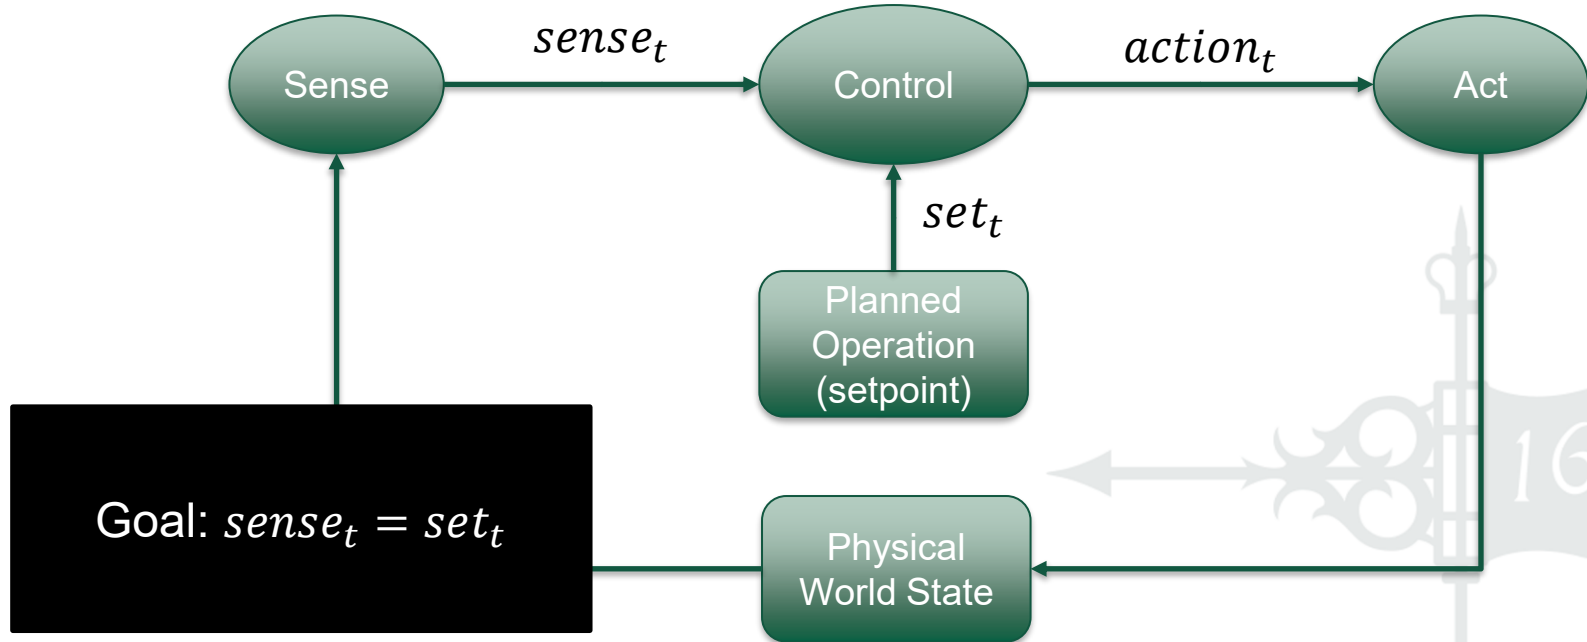 sense_t
action_t
Sense
Control
Act
set_t
Planned
Operation
(setpoint)
Goal: sense_t = set_t
Physical
World State
16